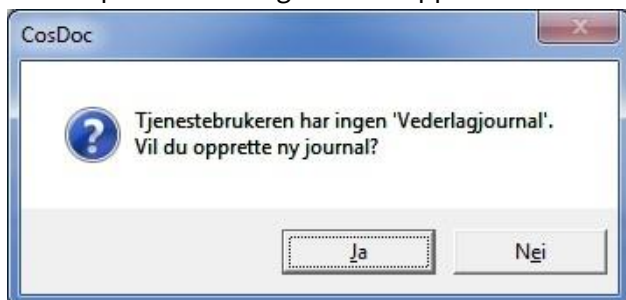 CosDoc
Tjenestebrukeren har ingen 'Vederlagjournal'.
Vil du opprette ny journal?
Ja
Nei